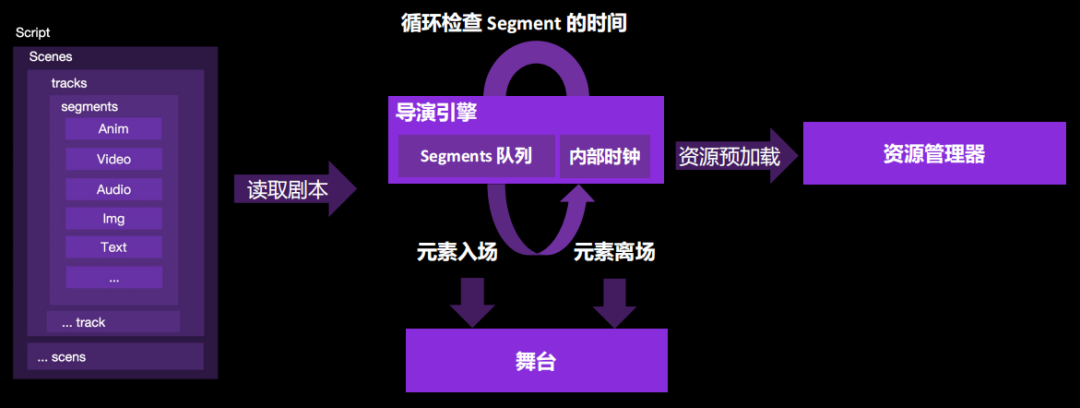 Script
Scenes
tracks
segments
Anim
Video
Audio
Img
Text
...
... track
... scens
读取剧本
循环检查 Segment 的时间
导演引擎
Segments 队列
内部时钟
资源预加载
资源管理器
元素入场
元素离场
舞台